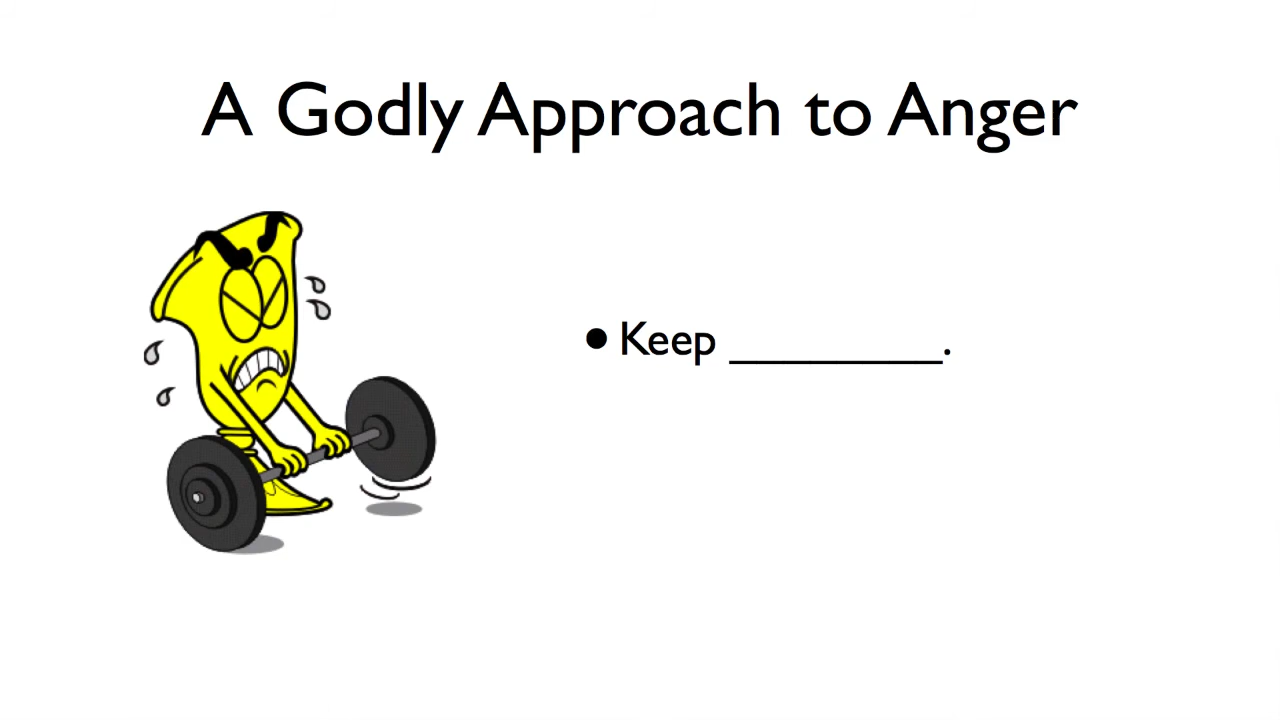 A Godly Approach to Anger
• Keep _________.